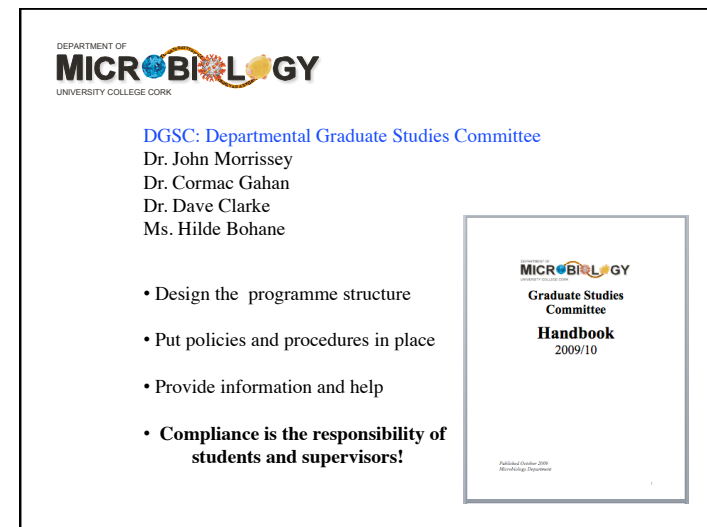 DEPARTMENT OF
MICROBIOLOGY
UNIVERSITY COLLEGE CORK
DGSC: Departmental Graduate Studies Committee
Dr. John Morrissey
Dr. Cormac Gahan
Dr. Dave Clarke
Ms. Hilde Bohane
• Design the programme structure
• Put policies and procedures in place
• Provide information and help
• Compliance is the responsibility of
students and supervisors!
DEPARTMENT OF
MICROBIOLOGY
UNIVERSITY COLLEGE CORK
Graduate Studies
Committee
Handbook
2009/10
Published October 2009
Microbiology Department
1